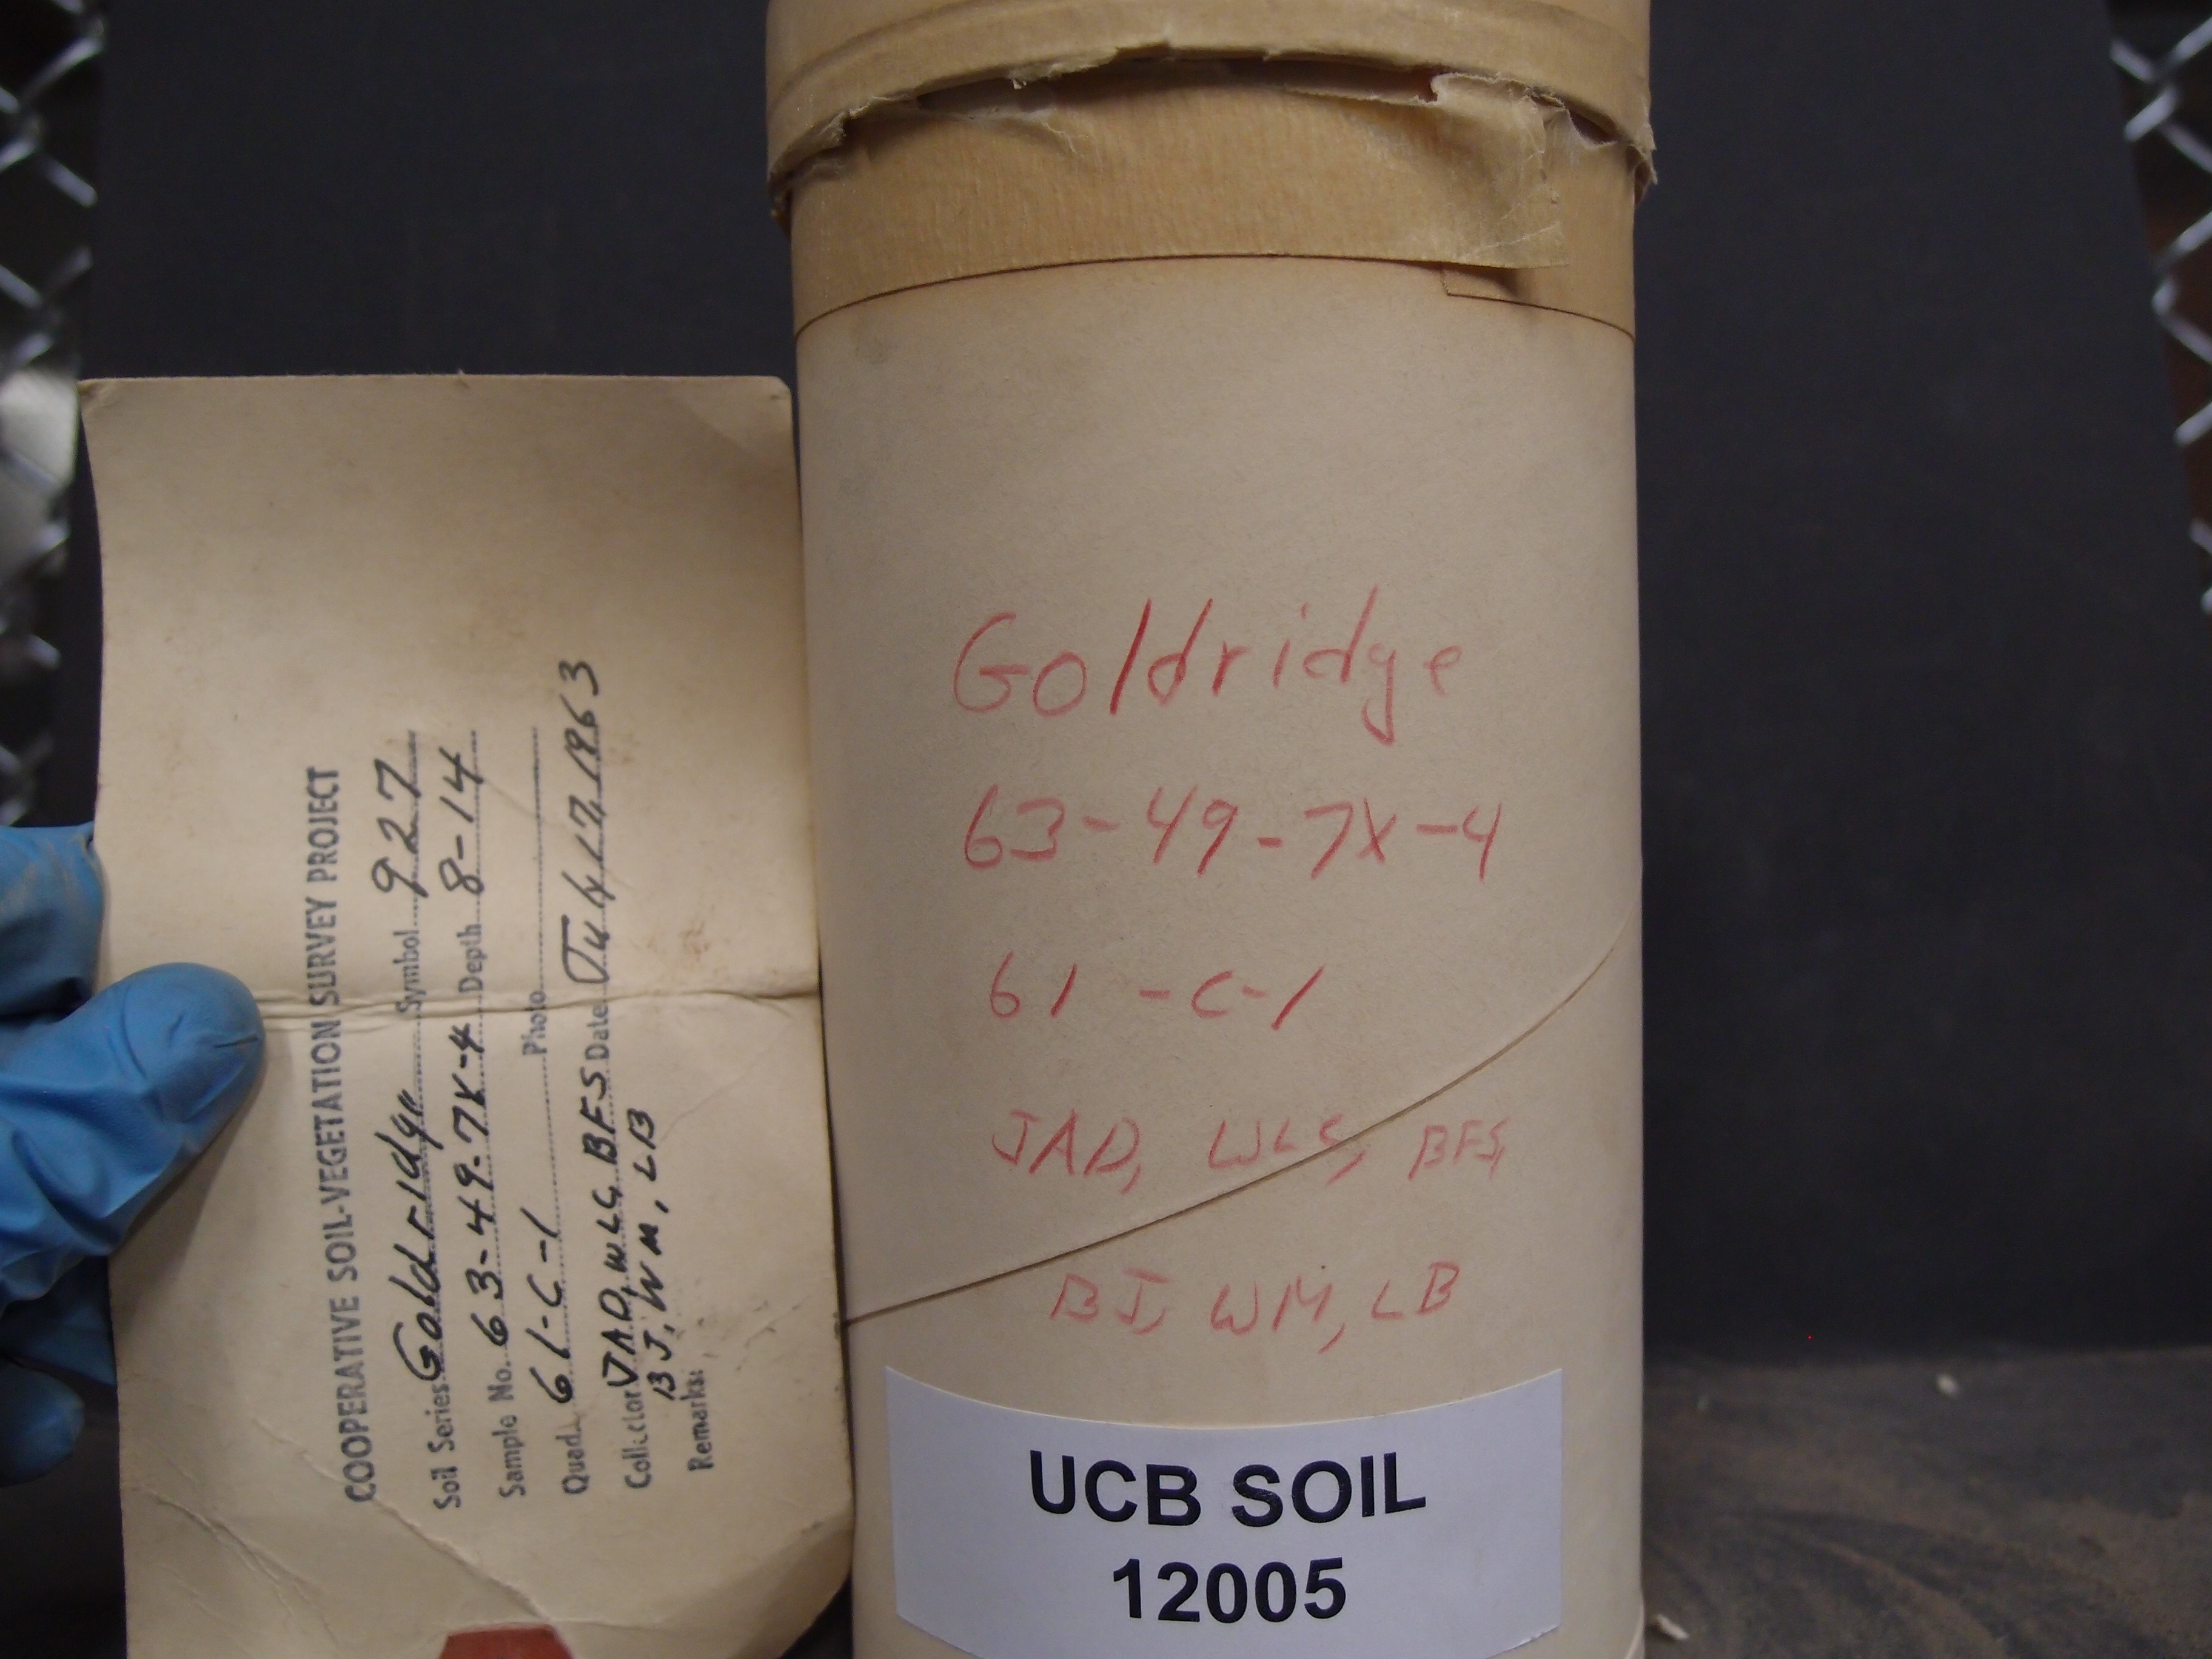 COOPERATIVE SOIL-VEGETATION SURVEY PROJECT
Soil Series Goldridge Symbol 927
Sample No. 63-49-7X-4 Depth 8-14
Quad. 61-C-1 Photo
Collector JAD, WLC, BFS Date July 17, 1963
BJ, WM, LB
Remarks:
Goldridge
63-49-7X-4
61-C-1
JAD, WLC, BFS,
BJ, WM, LB
UCB SOIL
12005